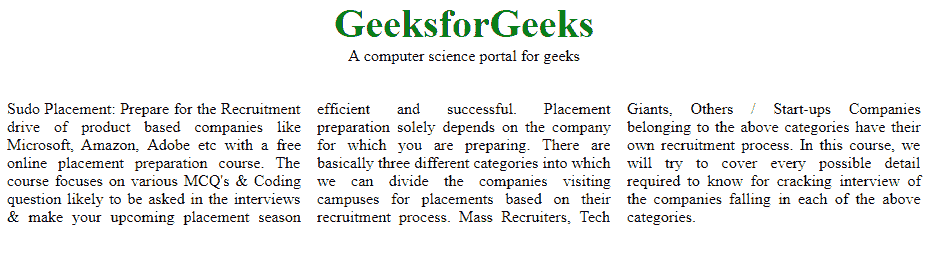 GeeksforGeeks
A computer science portal for geeks
Sudo Placement: Prepare for the Recruitment
drive of product based companies like
Microsoft, Amazon, Adobe etc with a free
online placement preparation course. The
course focuses on various MCQ's & Coding
question likely to be asked in the interviews
& make your upcoming placement season
efficient and successful. Placement
preparation solely depends on the company
for which you are preparing. There are
basically three different categories into which
we can divide the companies visiting
campuses for placements based on their
recruitment process. Mass Recruiters, Tech
Giants, Others / Start-ups Companies
belonging to the above categories have their
own recruitment process. In this course, we
will try to cover every possible detail
required to know for cracking interview of
the companies falling in each of the above
categories.